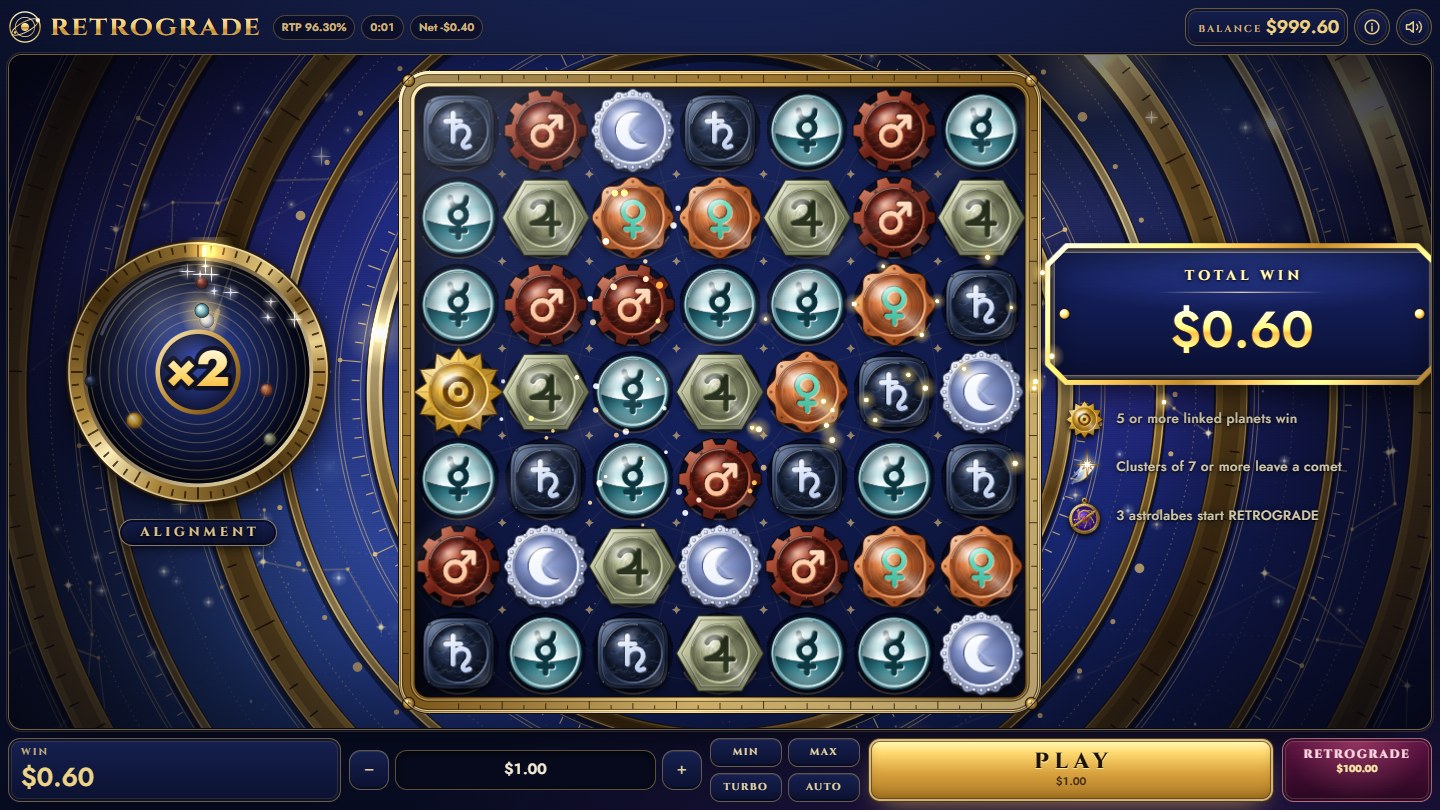 RETROGRADE
RTP 96.30%
0:01
Net -$0.40
BALANCE $999.60
×2
ALIGNMENT
TOTAL WIN
$0.60
5 or more linked planets win
Clusters of 7 or more leave a comet
3 astrolabes start RETROGRADE
WIN
$0.60
−
$1.00
+
MIN
MAX
TURBO
AUTO
PLAY
$1.00
RETROGRADE
$100.00